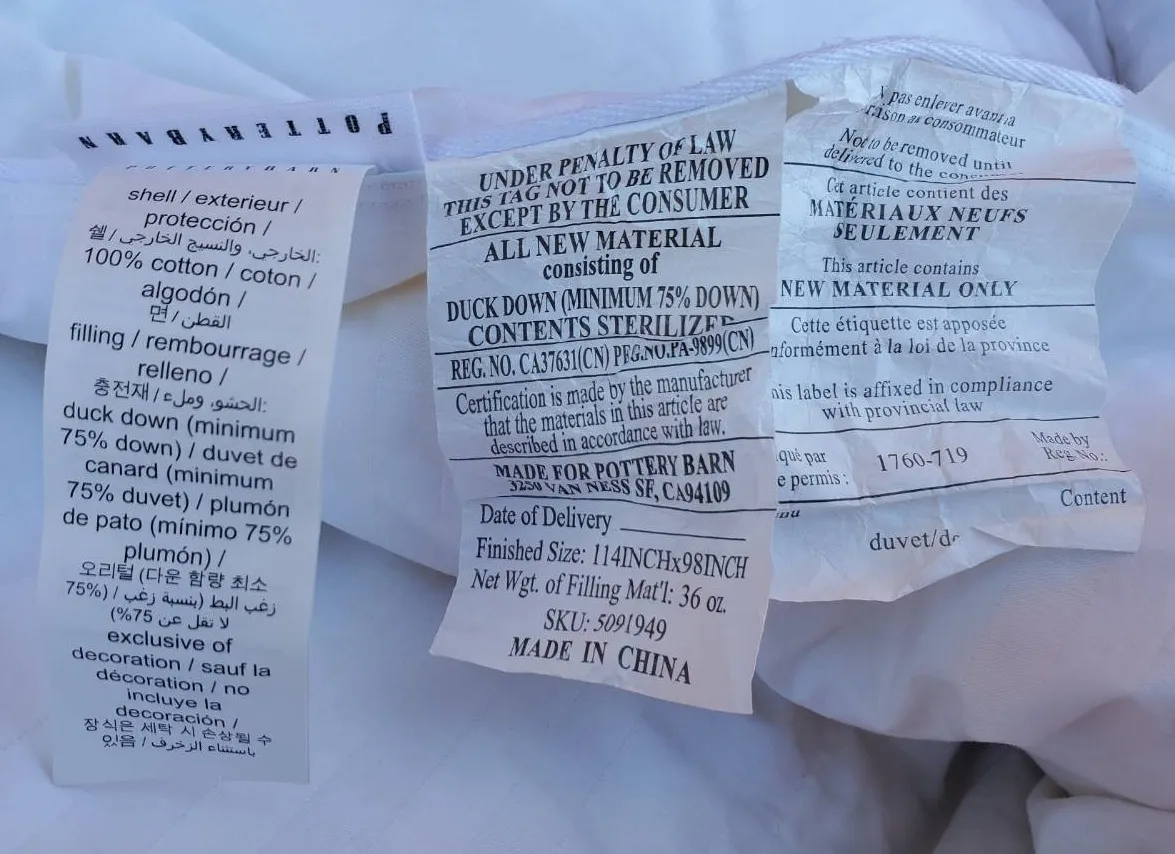 POTTERYBARN
shell / exterieur /
protección /
쉘 / الخارجي، والنسيج الخارجي:
100% cotton / coton /
algodón /
면 / القطن
filling / rembourrage /
relleno /
충전재 / الحشو، وملء:
duck down (minimum
75% down) / duvet de
canard (minimum
75% duvet) / plumón
de pato (mínimo 75%
plumón) /
오리털 (다운 함량 최소
75%) / زغب البط (بنسبة زغب
لا تقل عن 75%)
exclusive of
decoration / sauf la
décoration / no
incluye la
decoración /
장식은 세탁 시 손상될 수
있음 / باستثناء الزخرف
UNDER PENALTY OF LAW
THIS TAG NOT TO BE REMOVED
EXCEPT BY THE CONSUMER
ALL NEW MATERIAL
consisting of
DUCK DOWN (MINIMUM 75% DOWN)
CONTENTS STERILIZED
REG. NO. CA37631(CN) REG.NO.PA-9899(CN)
Certification is made by the manufacturer
that the materials in this article are
described in accordance with law.
MADE FOR POTTERY BARN
3250 VAN NESS SF, CA94109
Date of Delivery
Finished Size: 114INCHx98INCH
Net Wgt. of Filling Mat'l: 36 oz.
SKU: 5091949
MADE IN CHINA
pas enlever avant
consommateur
Not to be removed until
delivered to the
Cet article contient des
MATÉRIAUX NEUFS
SEULEMENT
This article contains
NEW MATERIAL ONLY
Cette étiquette est apposée
nformément à la loi de la province
his label is affixed in compliance
with provincial law
qué par 1760-719 Made by
e permis : Reg No.:
nu Content
duvet/d